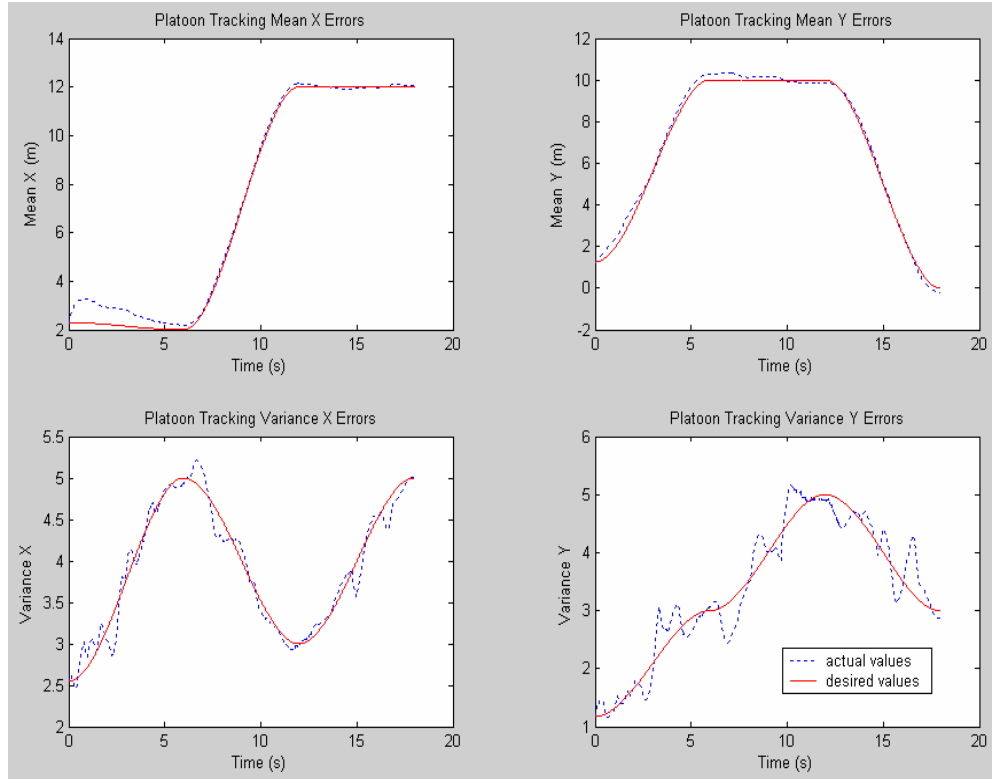 Platoon Tracking Mean X Errors
14
12
10
8
6
4
2
Mean X (m)
0 5 10 15 20
Time (s)
Platoon Tracking Mean Y Errors
12
10
8
6
4
2
0
-2
Mean Y (m)
0 5 10 15 20
Time (s)
Platoon Tracking Variance X Errors
5.5
5
4.5
4
3.5
3
2.5
2
Variance X
0 5 10 15 20
Time (s)
Platoon Tracking Variance Y Errors
6
5
4
3
2
1
Variance Y
actual values
desired values
0 5 10 15 20
Time (s)